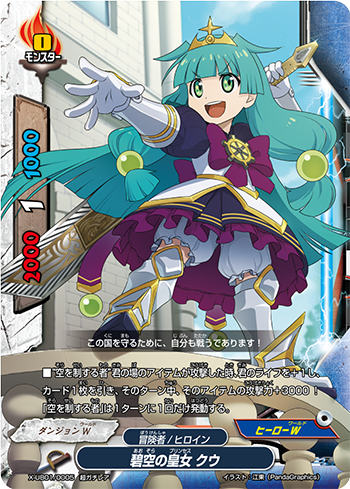 0
モンスター
1000
1
2000
この国を守るために、自分も戦うであります!
■“空を制する者”君の場のアイテムが攻撃した時、君のライフを+1し、
カード1枚を引き、そのターン中、そのアイテムの攻撃力+3000!
「空を制する者」は1ターンに1回だけ発動する。
ダンジョンW
冒険者/ヒロイン
ヒーローW
碧空の皇女 クウ
X-UB01/0005 超ガチレア
イラスト:江東(PandaGraphics)